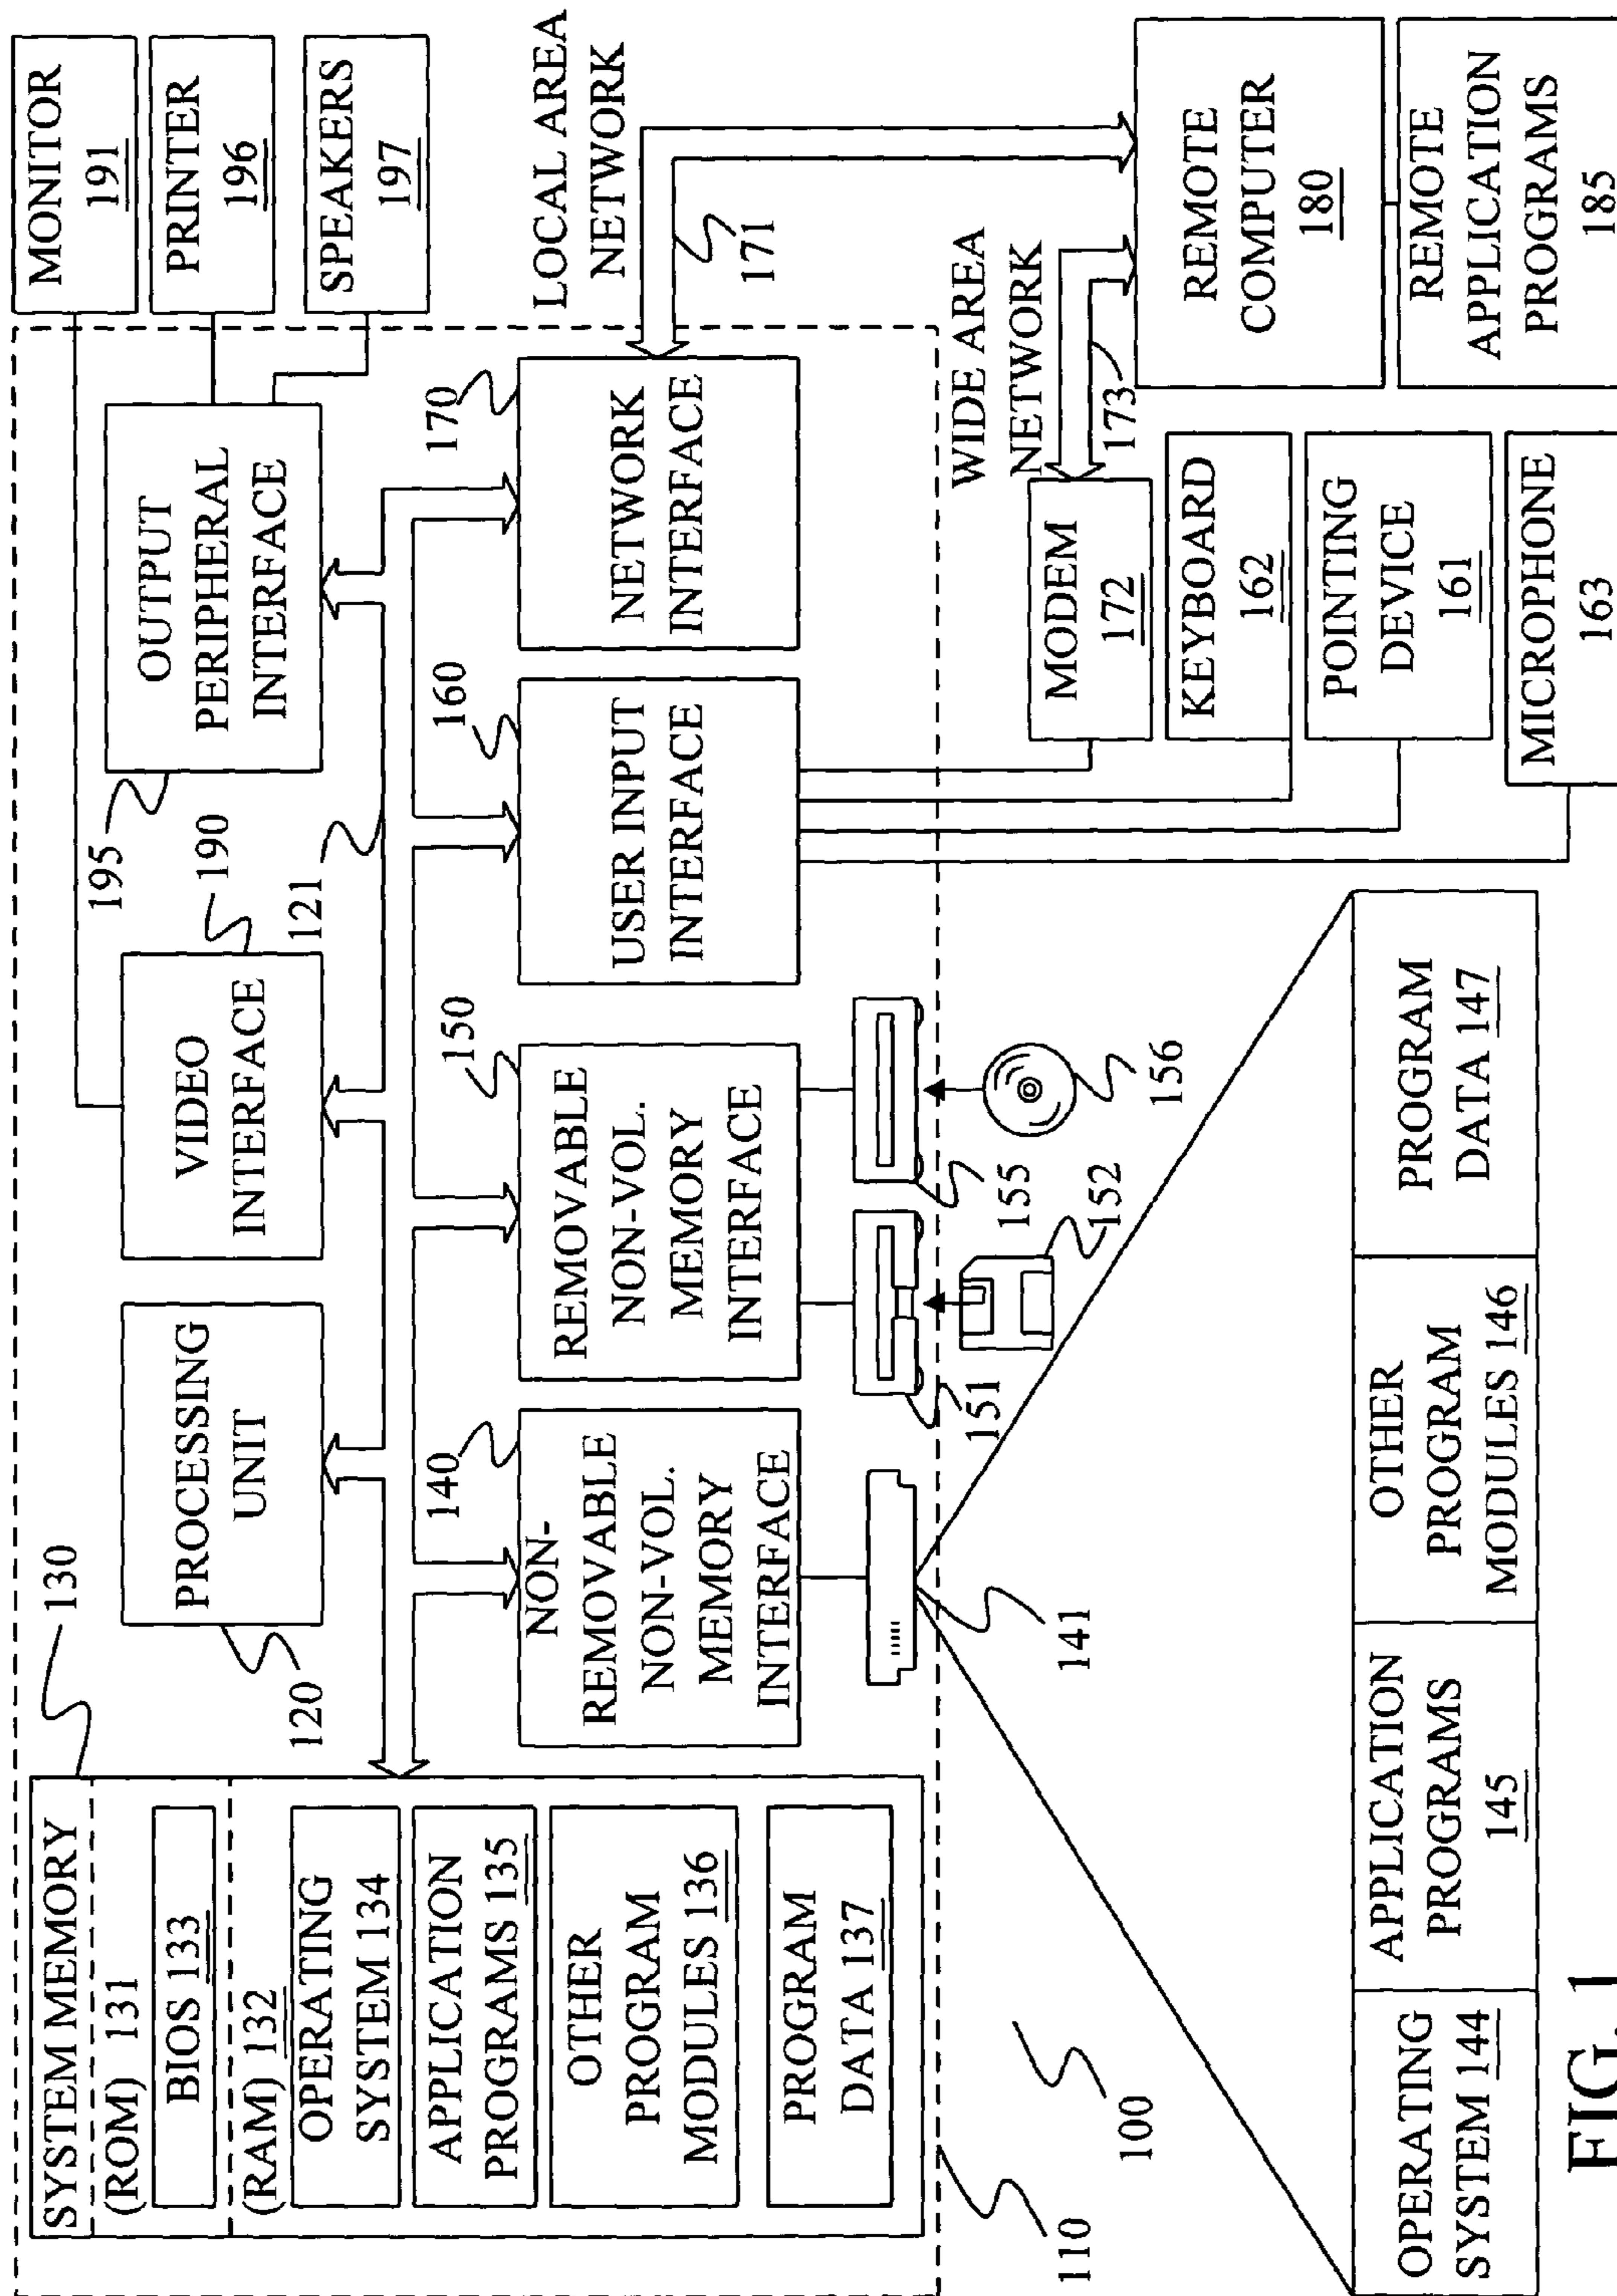 SYSTEM MEMORY
(ROM) 131
BIOS 133
(RAM) 132
OPERATING
SYSTEM 134
APPLICATION
PROGRAMS 135
OTHER
PROGRAM
MODULES 136
PROGRAM
DATA 137
130
PROCESSING
UNIT
120
VIDEO
INTERFACE
190
121
OUTPUT
PERIPHERAL
INTERFACE
195
MONITOR
191
PRINTER
196
SPEAKERS
197
140
NON-
REMOVABLE
NON-VOL.
MEMORY
INTERFACE
150
REMOVABLE
NON-VOL.
MEMORY
INTERFACE
160
USER INPUT
INTERFACE
170
NETWORK
INTERFACE
LOCAL AREA
NETWORK
171
WIDE AREA
NETWORK
173
141
151
155
152
156
MODEM
172
KEYBOARD
162
POINTING
DEVICE
161
MICROPHONE
163
REMOTE
COMPUTER
180
REMOTE
APPLICATION
PROGRAMS
185
110
100
OPERATING
SYSTEM 144
APPLICATION
PROGRAMS
145
OTHER
PROGRAM
MODULES 146
PROGRAM
DATA 147
FIG. 1